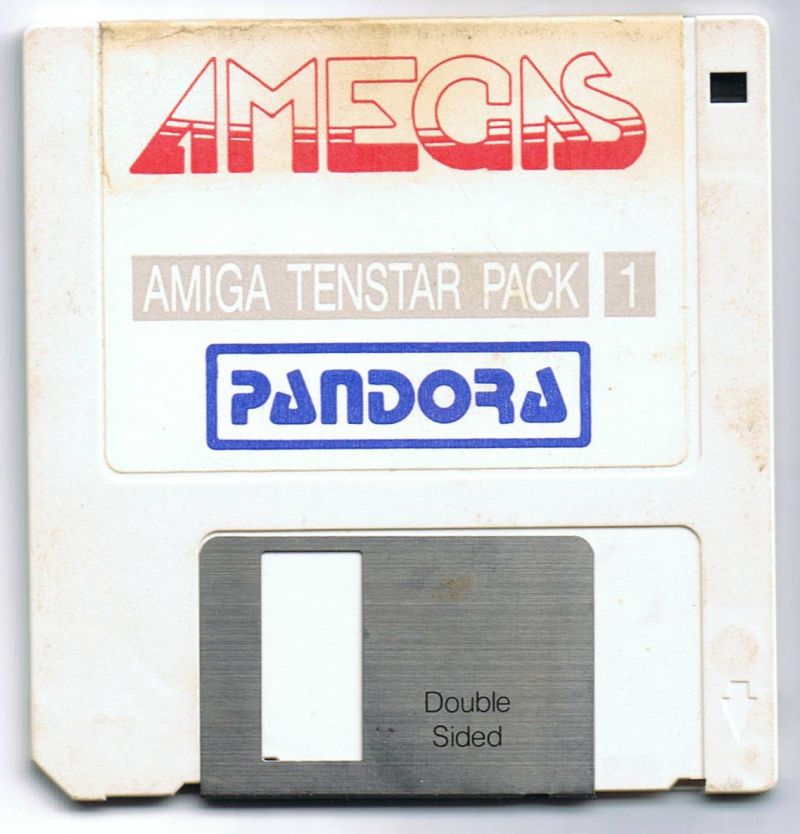 AMEGAS
AMIGA TENSTAR PACK 1
PANDORA
Double
Sided